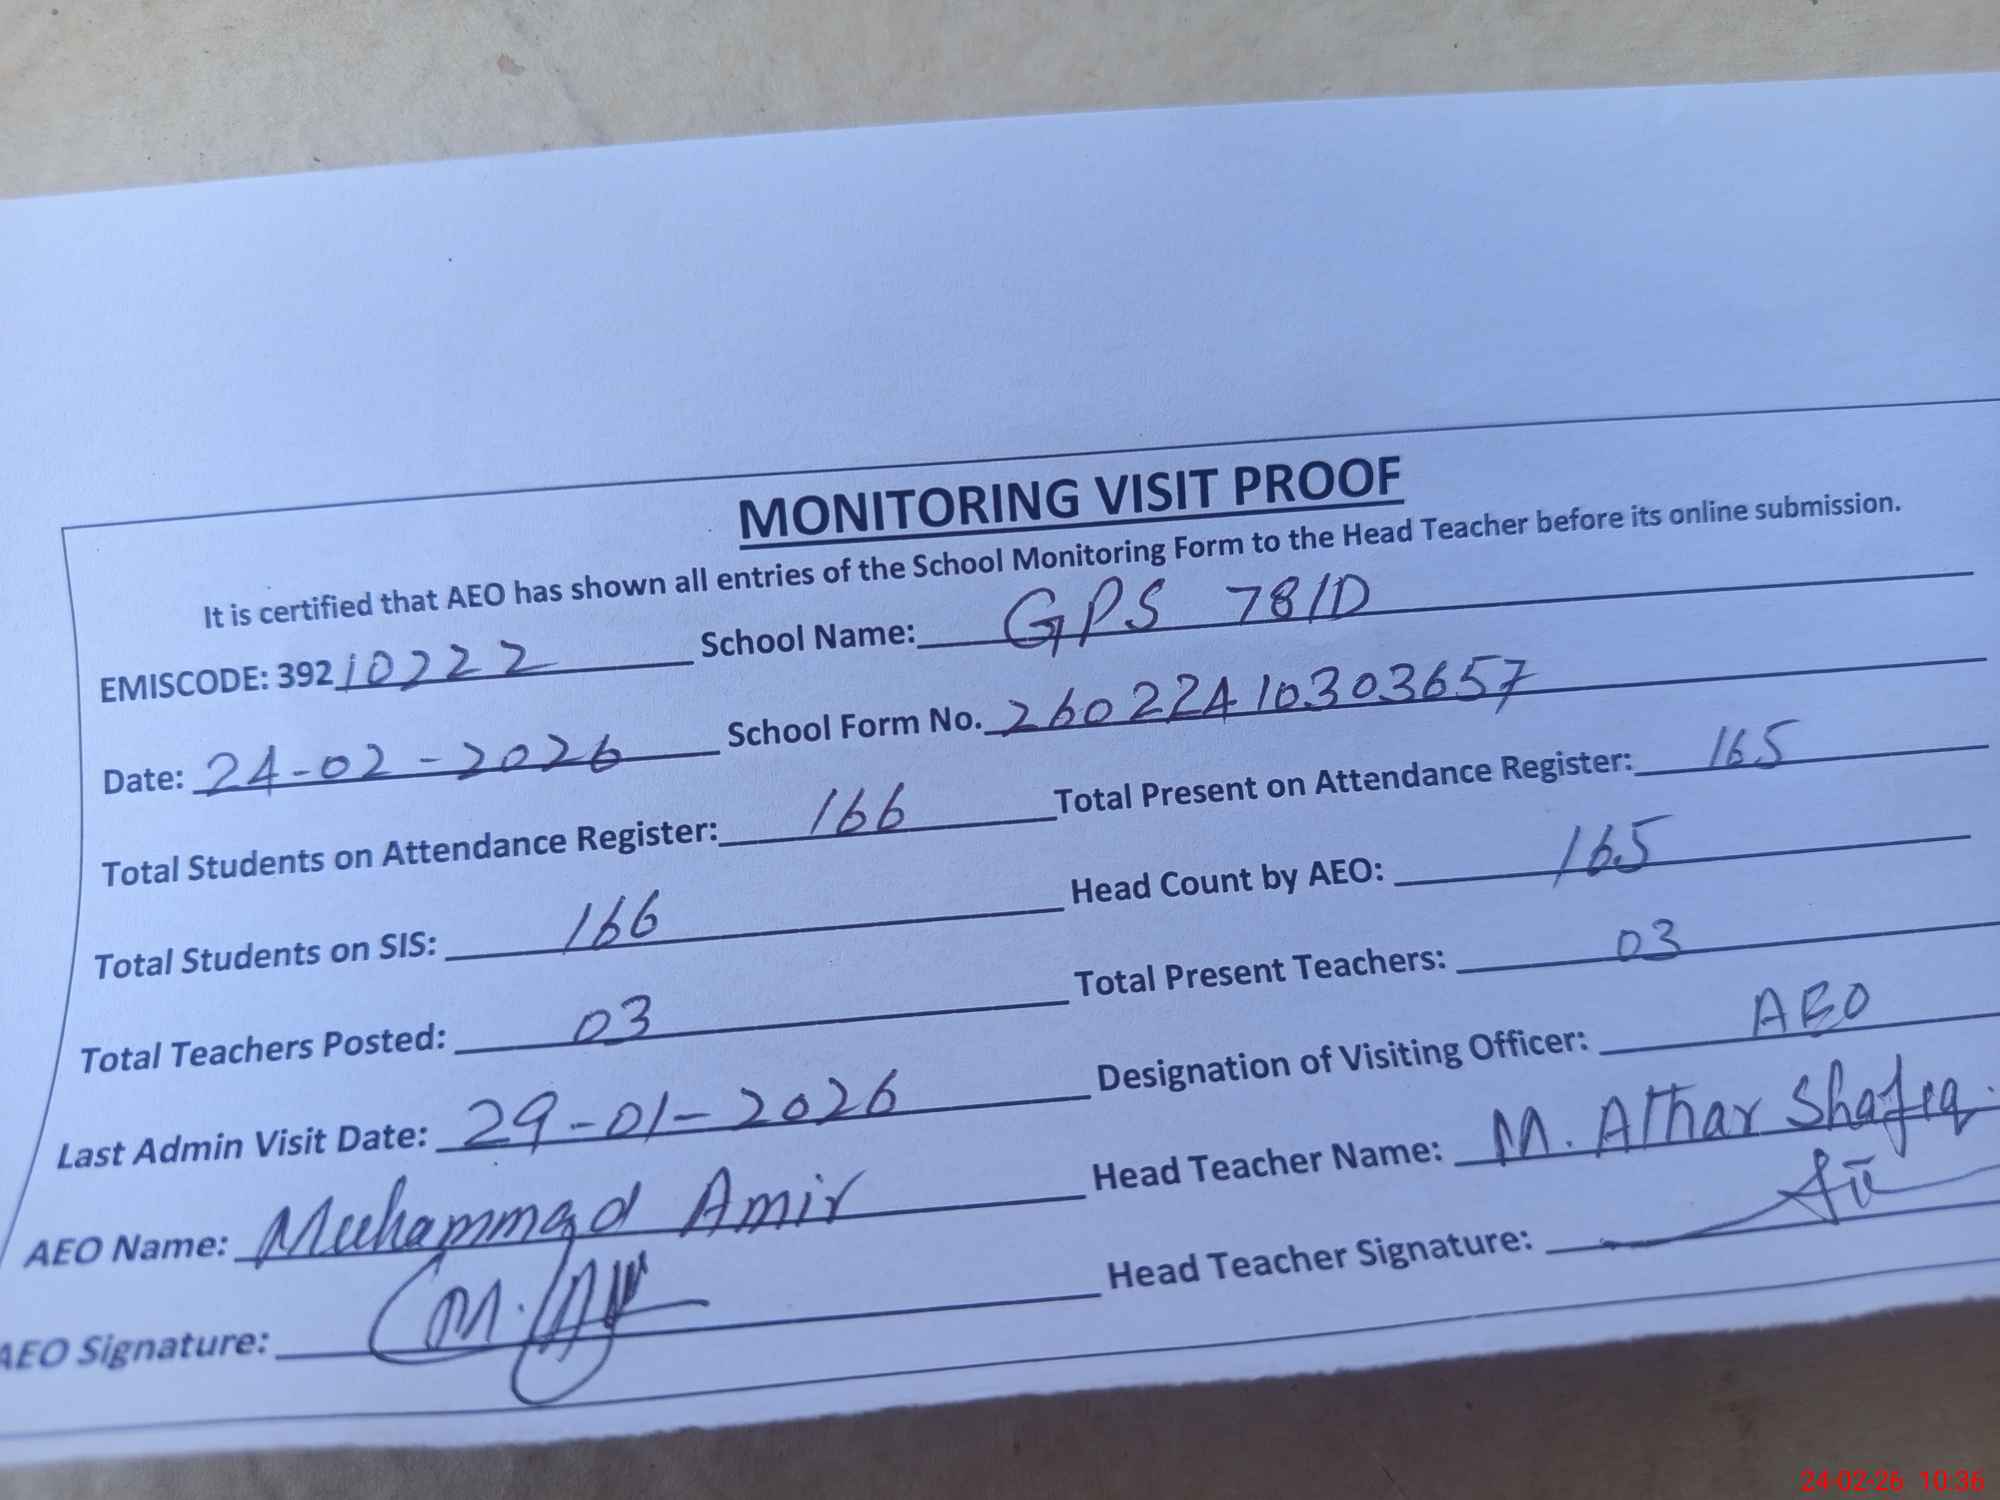 MONITORING VISIT PROOF
It is certified that AEO has shown all entries of the School Monitoring Form to the Head Teacher before its online submission.
EMISCODE: 39210222 School Name: GPS 78/D
Date: 24-02-2026 School Form No. 26022410303657
Total Students on Attendance Register: 166 Total Present on Attendance Register: 165
Total Students on SIS: 166 Head Count by AEO: 165
Total Teachers Posted: 03 Total Present Teachers: 03
Last Admin Visit Date: 29-01-2026 Designation of Visiting Officer: AEO
AEO Name: Muhammad Amir Head Teacher Name: M. Athar Shafiq.
AEO Signature: Head Teacher Signature:
24-02-26 10:36